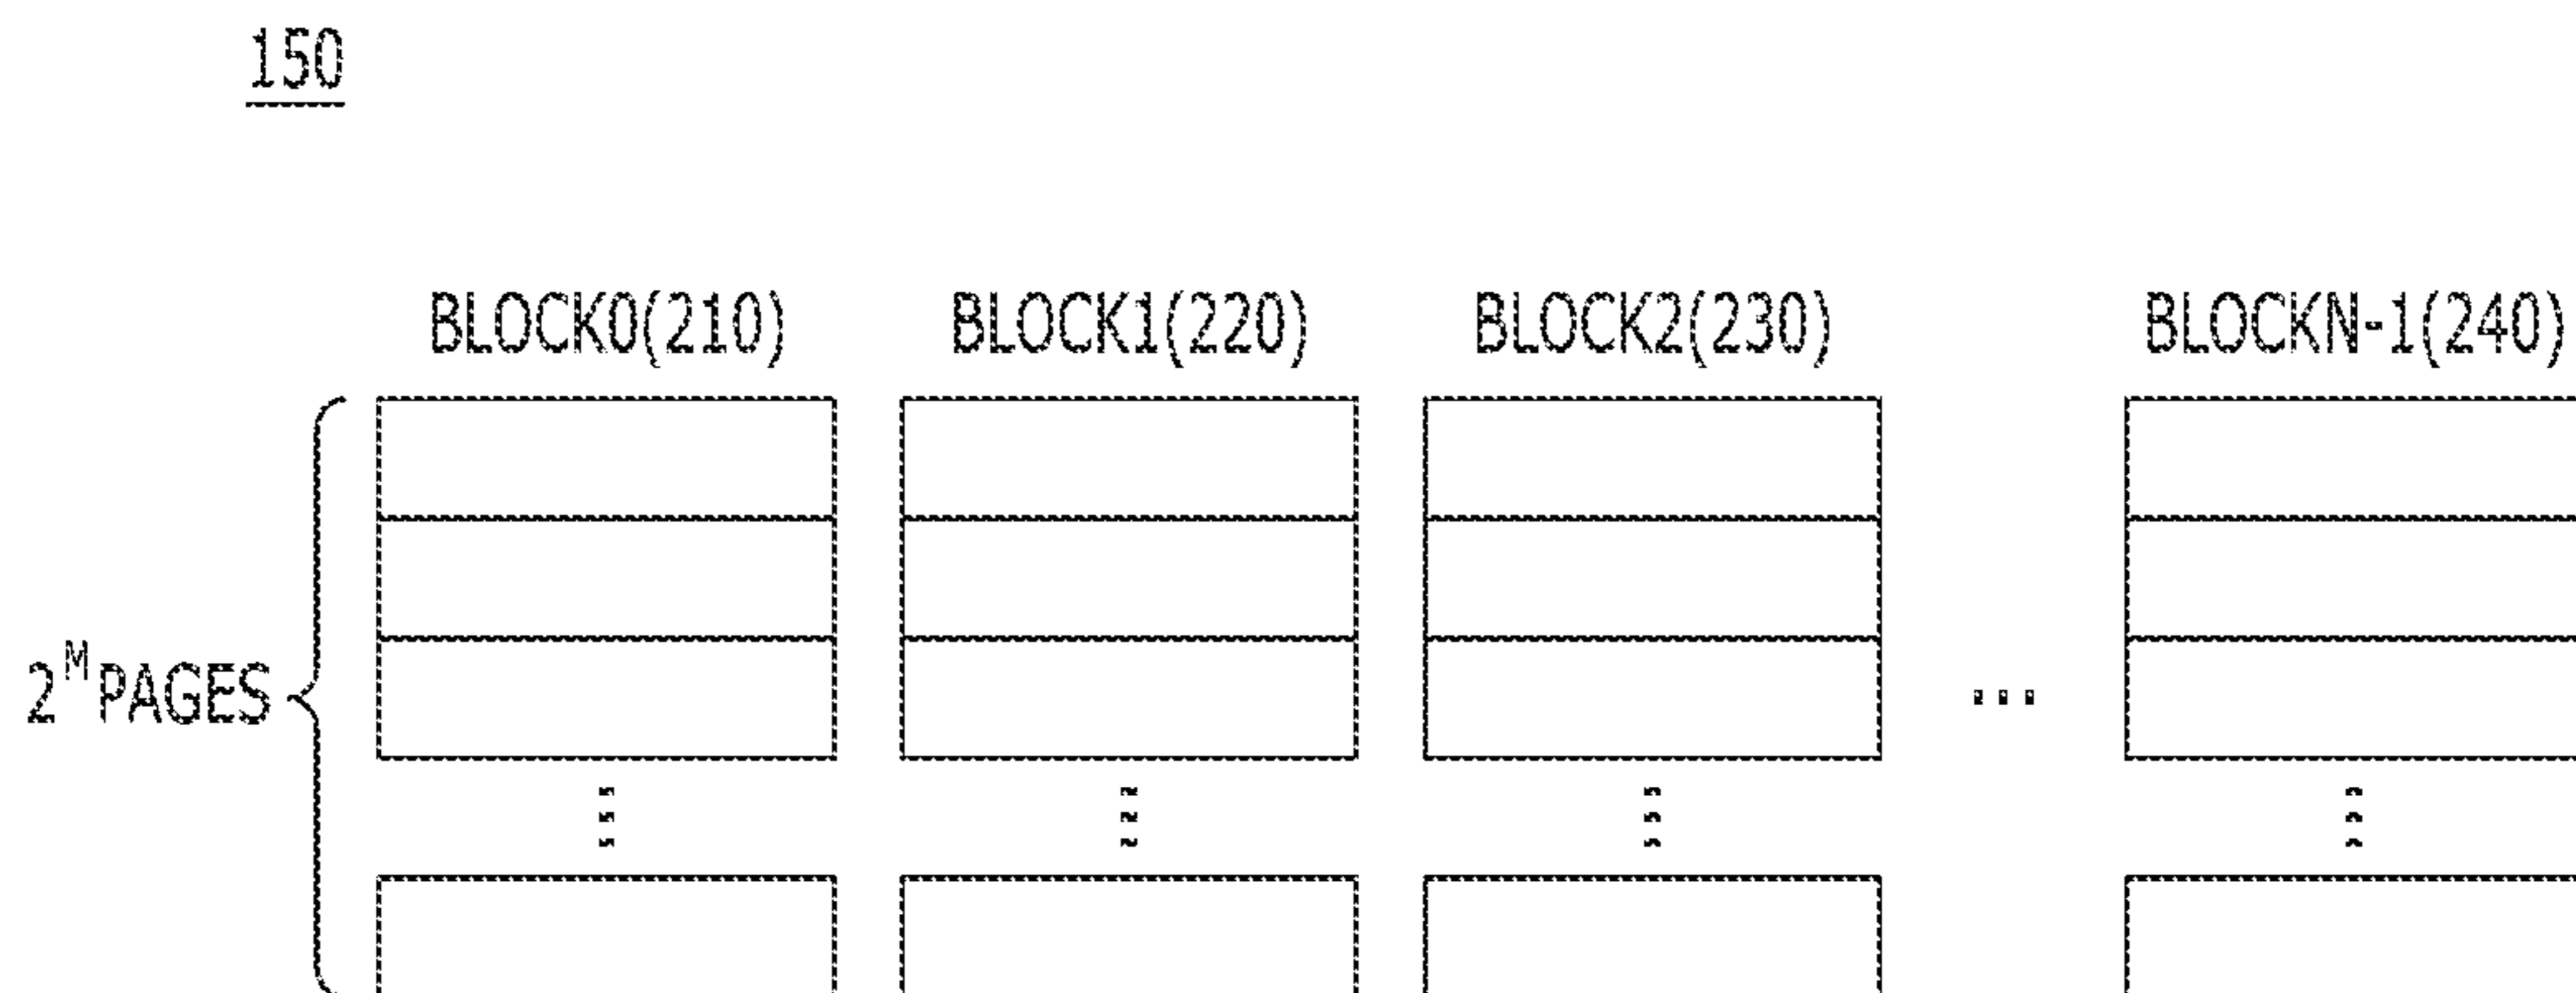 150
BLOCK0(210) BLOCK1(220) BLOCK2(230) BLOCKN-1(240)
2^M PAGES
...